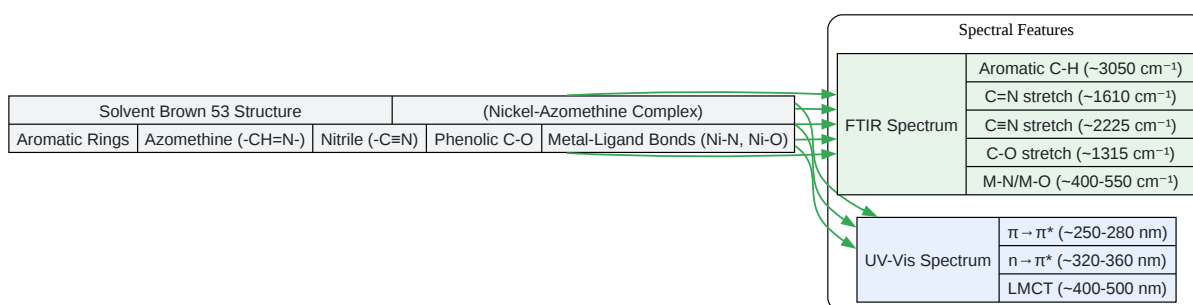 Spectral Features
Solvent Brown 53 Structure
(Nickel-Azomethine Complex)
Aromatic Rings
Azomethine (-CH=N-)
Nitrile (-C≡N)
Phenolic C-O
Metal-Ligand Bonds (Ni-N, Ni-O)
FTIR Spectrum
Aromatic C-H (~3050 cm⁻¹)
C=N stretch (~1610 cm⁻¹)
C≡N stretch (~2225 cm⁻¹)
C-O stretch (~1315 cm⁻¹)
M-N/M-O (~400-550 cm⁻¹)
UV-Vis Spectrum
π→π* (~250-280 nm)
n→π* (~320-360 nm)
LMCT (~400-500 nm)